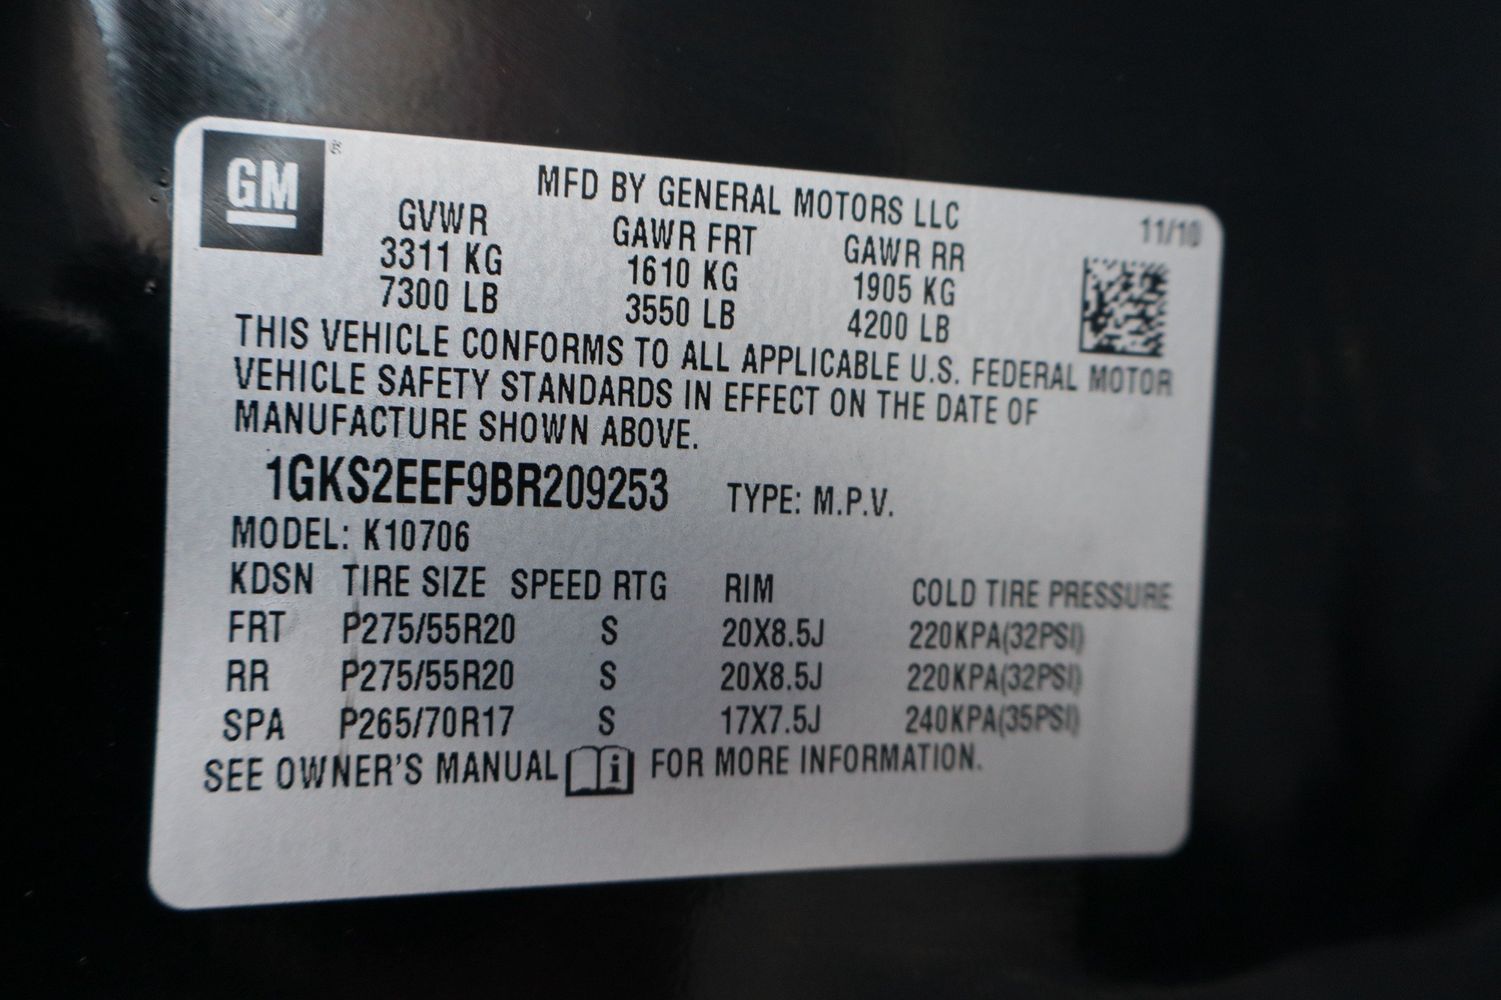 GM ®
MFD BY GENERAL MOTORS LLC
11/10
GVWR GAWR FRT GAWR RR
3311 KG 1610 KG 1905 KG
7300 LB 3550 LB 4200 LB
THIS VEHICLE CONFORMS TO ALL APPLICABLE U.S. FEDERAL MOTOR
VEHICLE SAFETY STANDARDS IN EFFECT ON THE DATE OF
MANUFACTURE SHOWN ABOVE.
1GKS2EEF9BR209253 TYPE: M.P.V.
MODEL: K10706
KDSN TIRE SIZE SPEED RTG RIM COLD TIRE PRESSURE
FRT P275/55R20 S 20X8.5J 220KPA(32PSI)
RR P275/55R20 S 20X8.5J 220KPA(32PSI)
SPA P265/70R17 S 17X7.5J 240KPA(35PSI)
SEE OWNER'S MANUAL i FOR MORE INFORMATION.